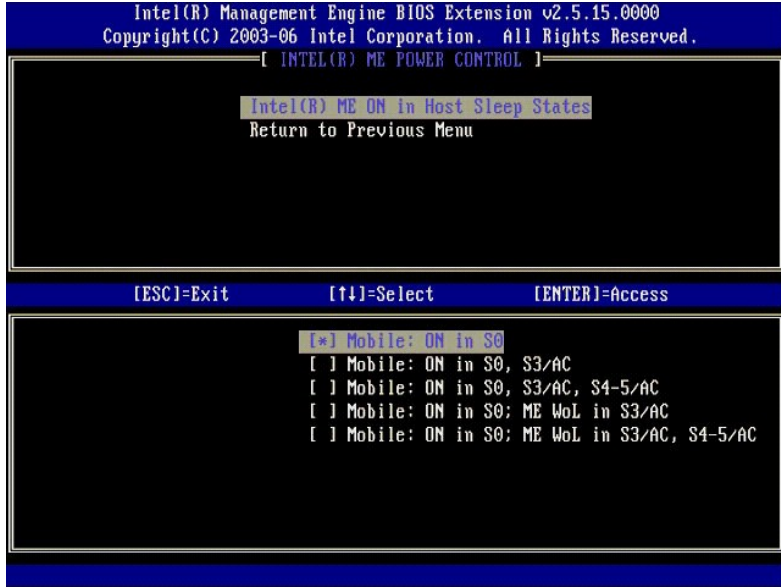 Intel(R) Management Engine BIOS Extension v2.5.15.0000
Copyright(C) 2003-06 Intel Corporation. All Rights Reserved.
[ INTEL(R) ME POWER CONTROL ]
Intel(R) ME ON in Host Sleep States
Return to Previous Menu
[ESC]=Exit [↑↓]=Select [ENTER]=Access
[*] Mobile: ON in S0
[ ] Mobile: ON in S0, S3/AC
[ ] Mobile: ON in S0, S3/AC, S4-5/AC
[ ] Mobile: ON in S0; ME WoL in S3/AC
[ ] Mobile: ON in S0; ME WoL in S3/AC, S4-5/AC